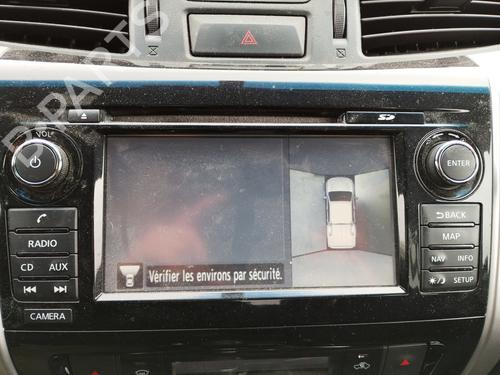 D-PARTS
VOL
SD
ENTER
RADIO
CD AUX
CAMERA
BACK
MAP
NAV INFO
SETUP
Vérifier les environs par sécurité.